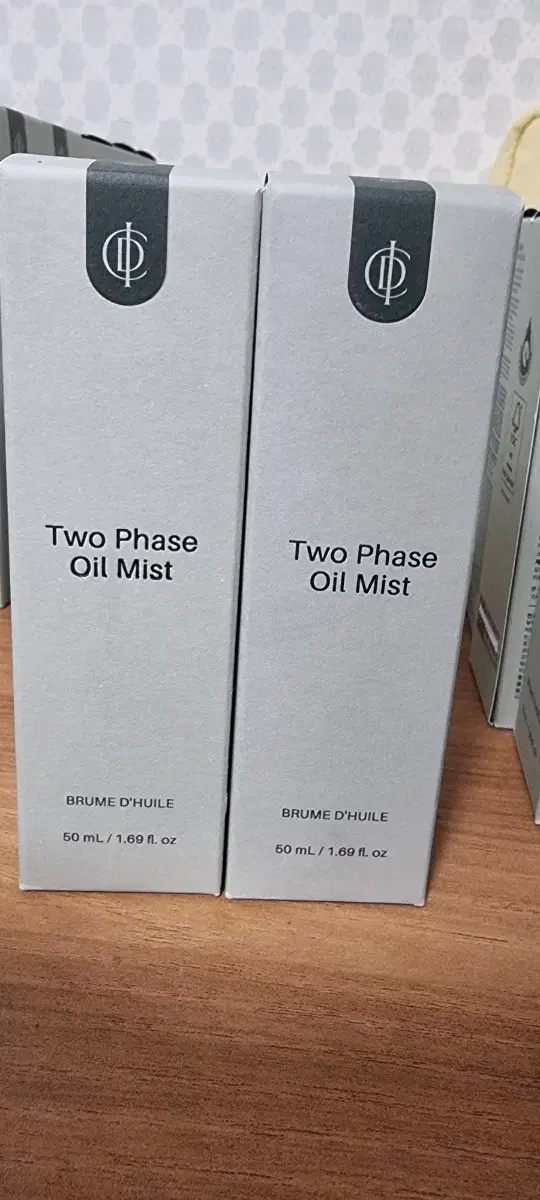 Two Phase
Oil Mist
BRUME D'HUILE
50 mL / 1.69 fl. oz
Two Phase
Oil Mist
BRUME D'HUILE
50 mL / 1.69 fl. oz